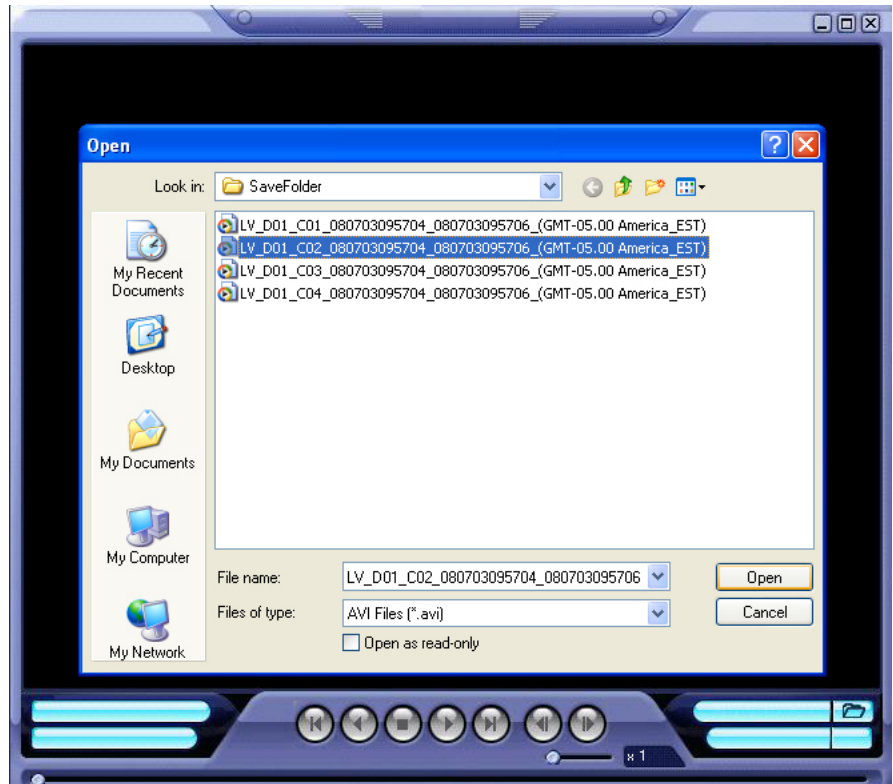 Open
Look in:
SaveFolder
LV_D01_C01_080703095704_080703095706_(GMT-05.00 America_EST)
LV_D01_C02_080703095704_080703095706_(GMT-05.00 America_EST)
LV_D01_C03_080703095704_080703095706_(GMT-05.00 America_EST)
LV_D01_C04_080703095704_080703095706_(GMT-05.00 America_EST)
My Recent
Documents
Desktop
My Documents
My Computer
My Network
File name:
LV_D01_C02_080703095704_080703095706
Open
Files of type:
AVI Files (*.avi)
Cancel
Open as read-only
x 1